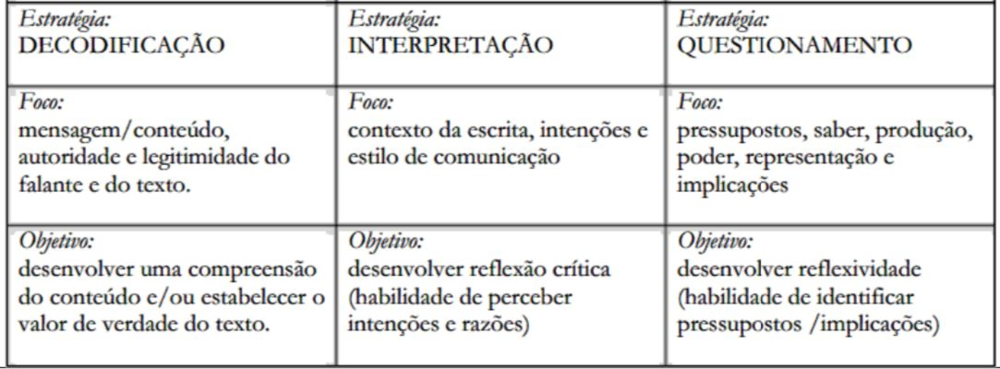 Estratégia:
DECODIFICAÇÃO
Estratégia:
INTERPRETAÇÃO
Estratégia:
QUESTIONAMENTO
Foco:
mensagem/conteúdo,
autoridade e legitimidade do
falante e do texto.
Foco:
contexto da escrita, intenções e
estilo de comunicação
Foco:
pressupostos, saber, produção,
poder, representação e
implicações
Objetivo:
desenvolver uma compreensão
do conteúdo e/ou estabelecer o
valor de verdade do texto.
Objetivo:
desenvolver reflexão crítica
(habilidade de perceber
intenções e razões)
Objetivo:
desenvolver reflexividade
(habilidade de identificar
pressupostos /implicações)